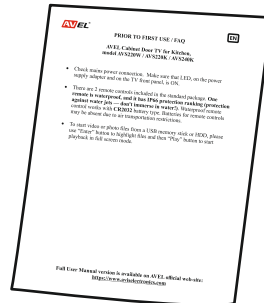 AVEL
EN
PRIOR TO FIRST USE / FAQ
AVEL Cabinet Door TV for Kitchen,
model AVS220W / AVS220K / AVS240K
• Check mains power connection. Make sure that LED, on the power
supply adapter and on the TV front panel, is ON.
• There are 2 remote controls included in the standard package. One
remote is waterproof, and it has IP66 protection ranking (protection
against water jets — don't immerse in water!). Waterproof remote
control works with CR2032 battery type. Batteries for remote controls
may be absent due to air transportation restrictions.
• To start video or photo files from a USB memory stick or HDD, please
use "Enter" button to highlight files and then "Play" button to start
playback in full screen mode.
Full User Manual version is available on AVEL official web-site:
https://www.aviselectronics.com